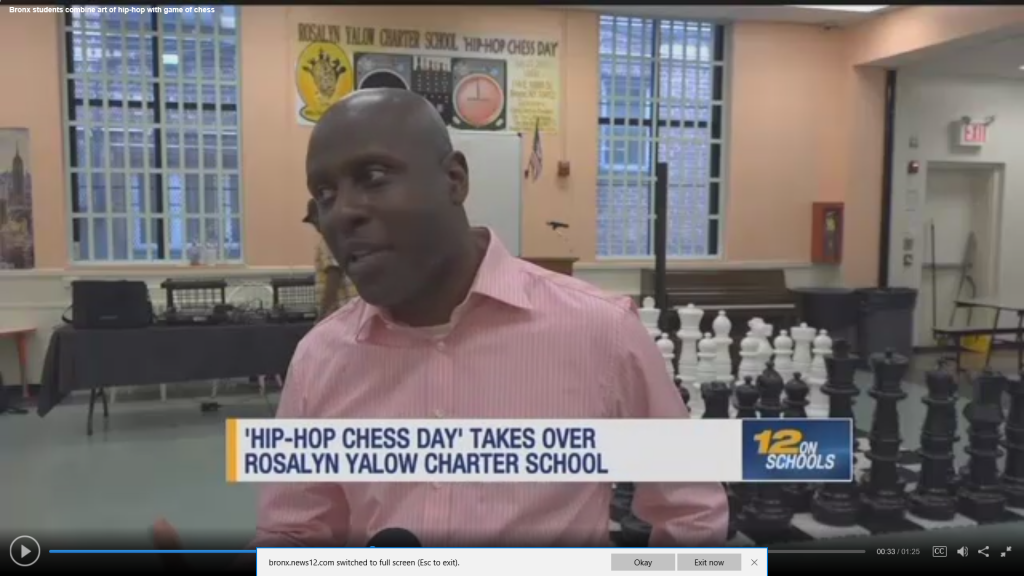 Bronx students combine art of hip-hop with game of chess
ROSALYN YALOW CHARTER SCHOOL 'HIP-HOP CHESS DAY'
EXIT
'HIP-HOP CHESS DAY' TAKES OVER
ROSALYN YALOW CHARTER SCHOOL
12 ON
SCHOOLS
00:33 / 01:25
CC
bronx.news12.com switched to full screen (Esc to exit).
Okay
Exit now